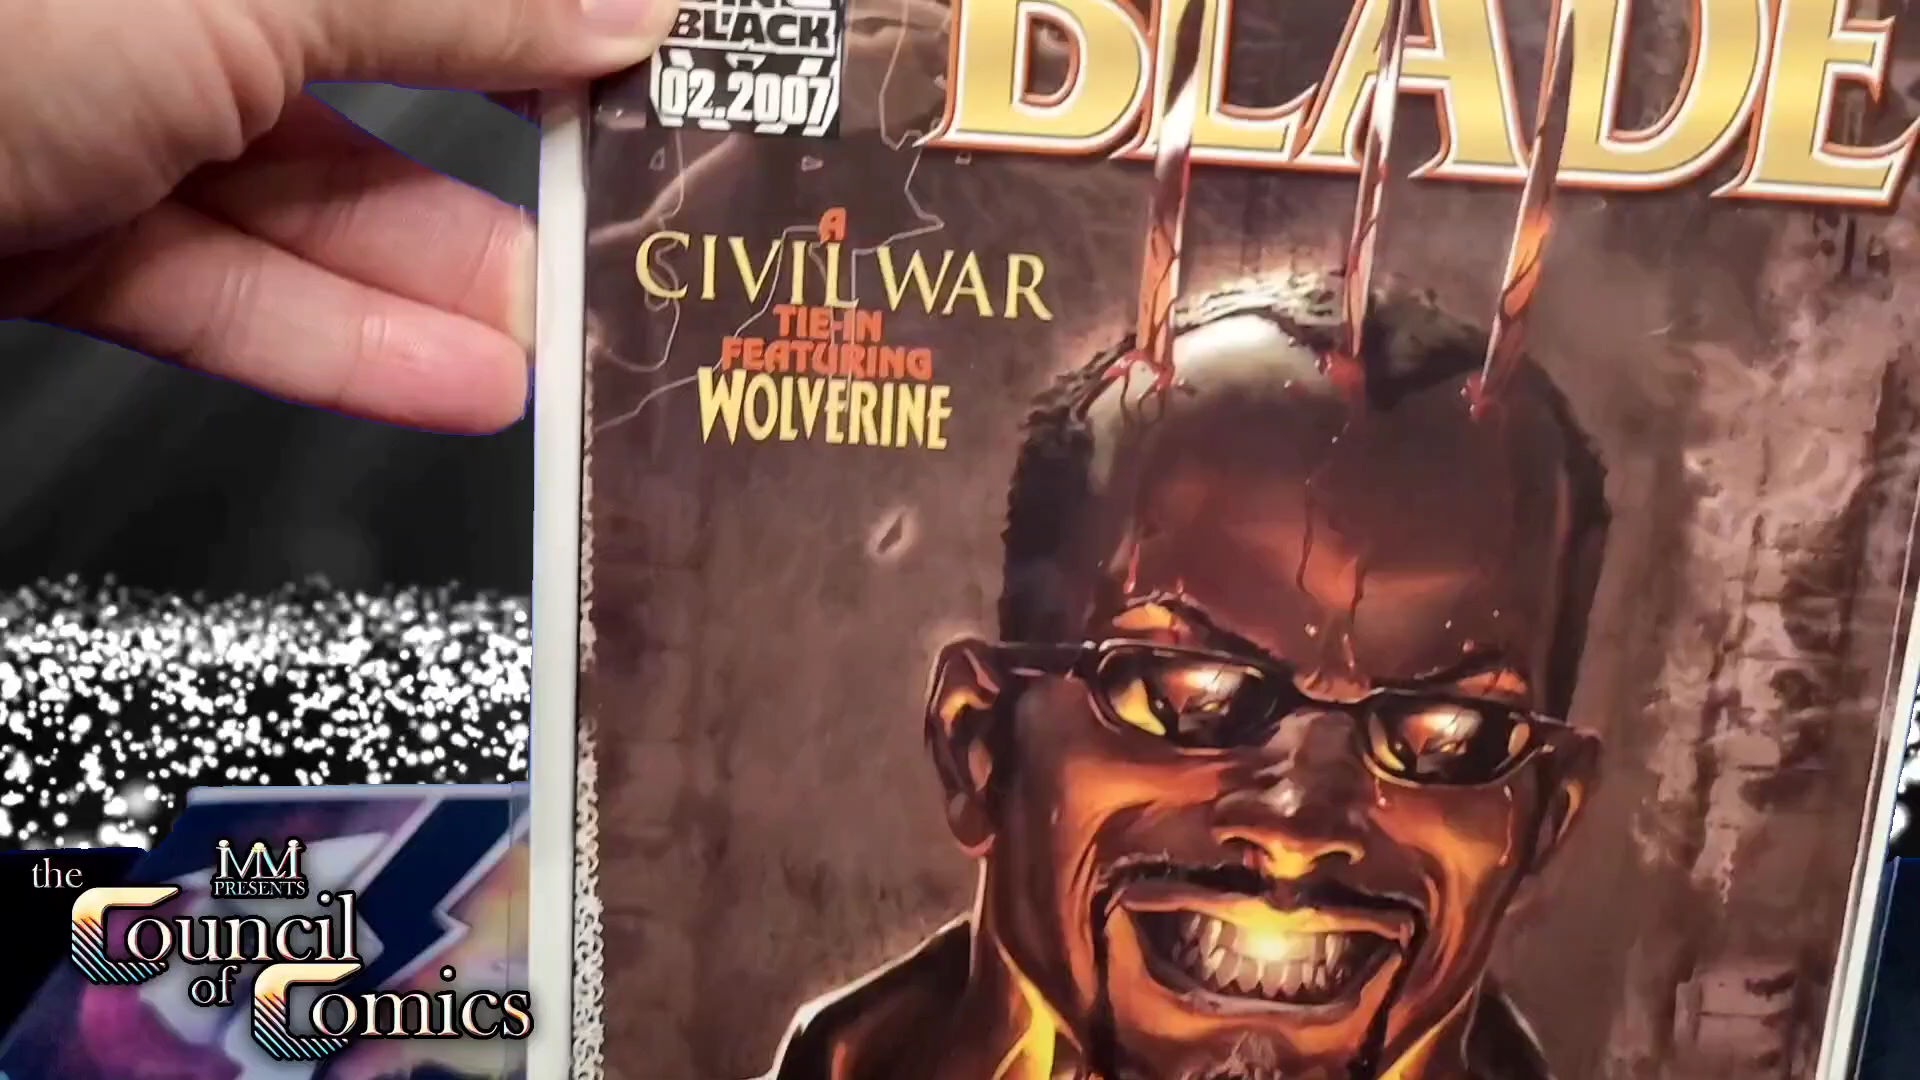 BLACK
02.2007
BLADE
A
CIVIL WAR
TIE-IN
FEATURING
WOLVERINE
the
MM
PRESENTS
Council
of
Comics